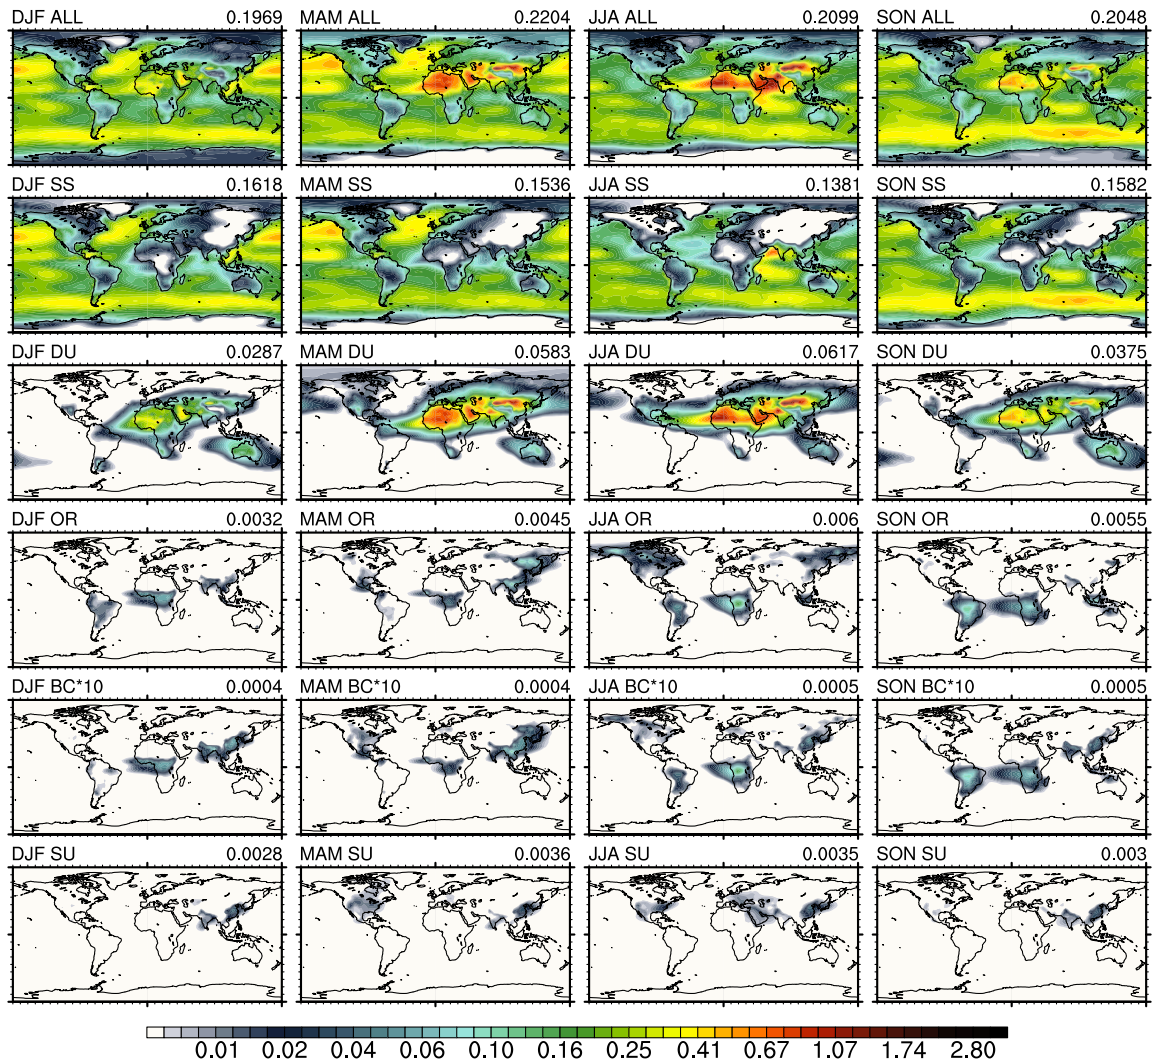 DJF ALL 0.1969 MAM ALL 0.2204 JJA ALL 0.2099 SON ALL 0.2048
DJF SS 0.1618 MAM SS 0.1536 JJA SS 0.1381 SON SS 0.1582
DJF DU 0.0287 MAM DU 0.0583 JJA DU 0.0617 SON DU 0.0375
DJF OR 0.0032 MAM OR 0.0045 JJA OR 0.006 SON OR 0.0055
DJF BC*10 0.0004 MAM BC*10 0.0004 JJA BC*10 0.0005 SON BC*10 0.0005
DJF SU 0.0028 MAM SU 0.0036 JJA SU 0.0035 SON SU 0.003
0.01 0.02 0.04 0.06 0.10 0.16 0.25 0.41 0.67 1.07 1.74 2.80